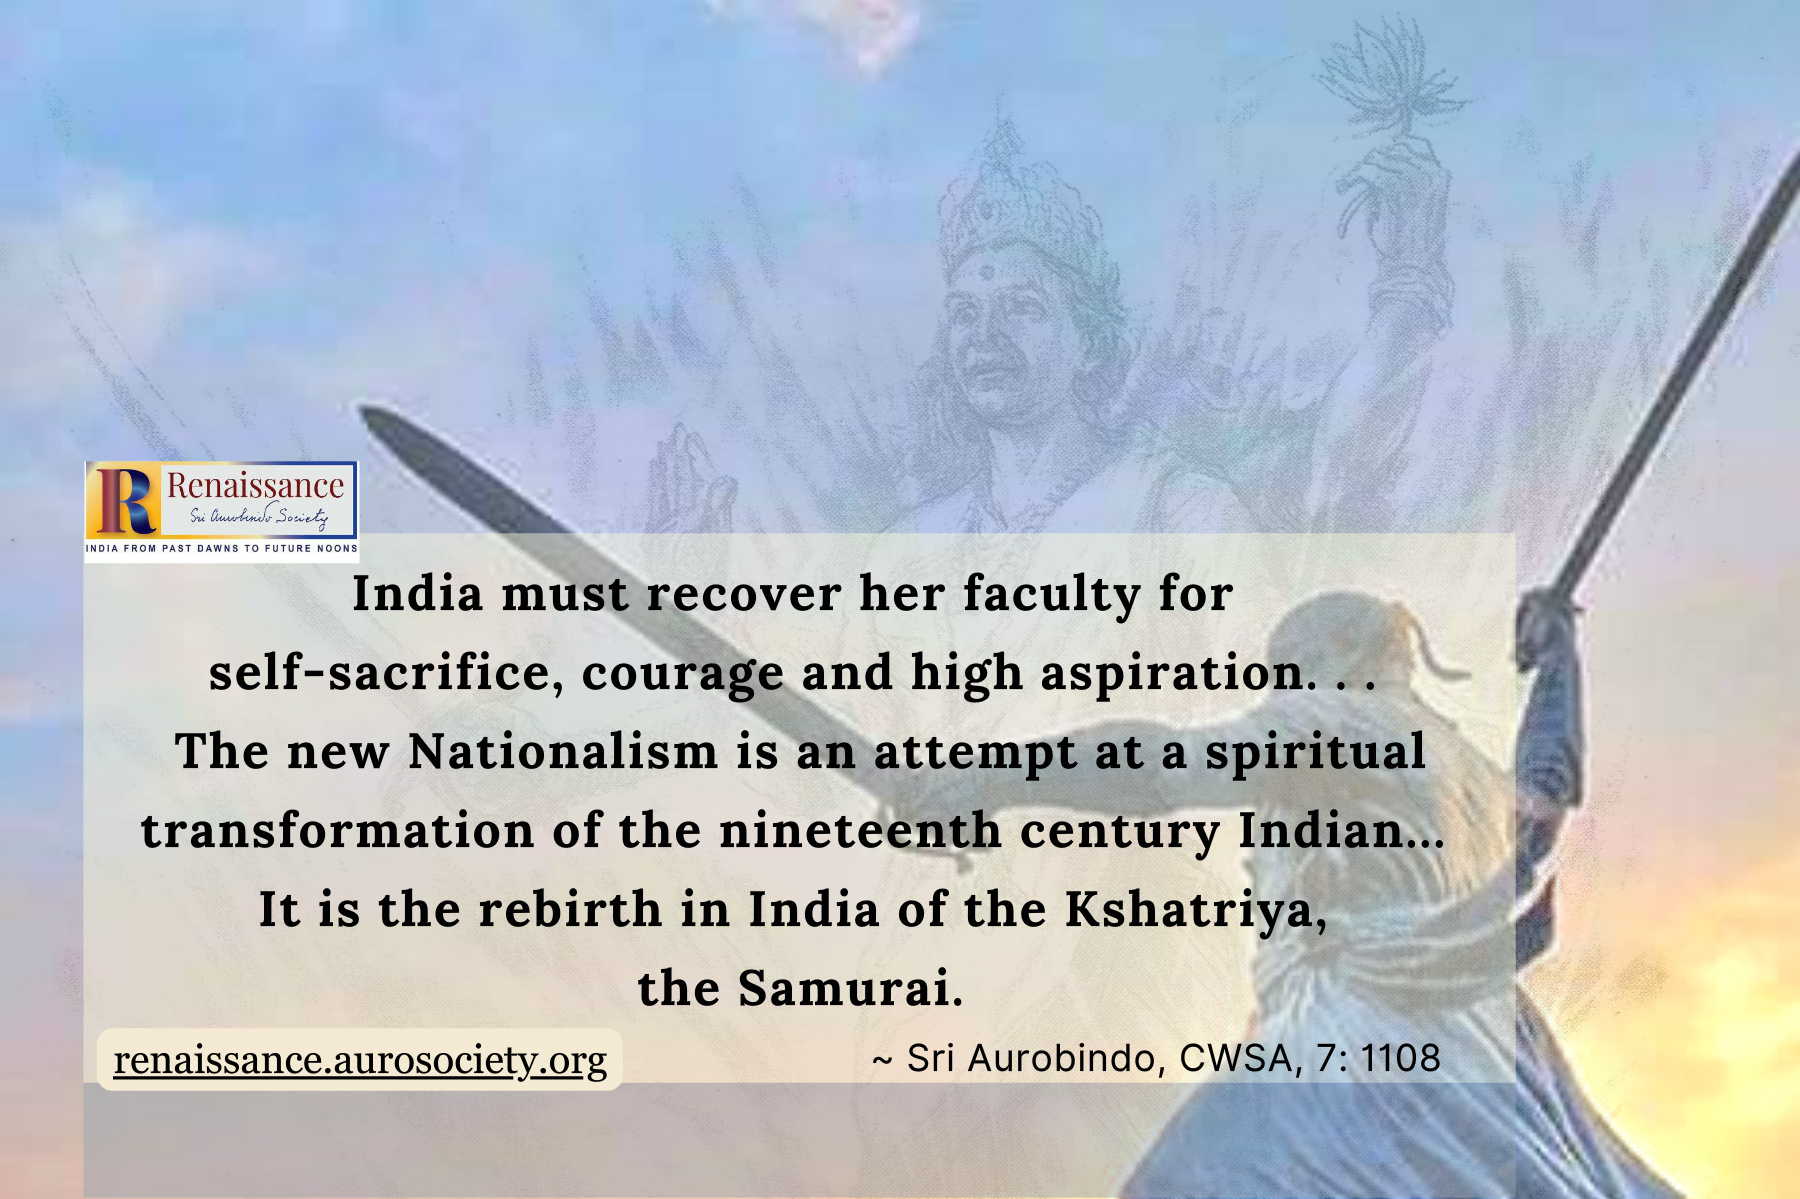 R Renaissance
Sri Aurobindo Society
INDIA FROM PAST DAWNS TO FUTURE NOONS
India must recover her faculty for
self-sacrifice, courage and high aspiration. . .
The new Nationalism is an attempt at a spiritual
transformation of the nineteenth century Indian...
It is the rebirth in India of the Kshatriya,
the Samurai.
renaissance.aurosociety.org
~ Sri Aurobindo, CWSA, 7: 1108